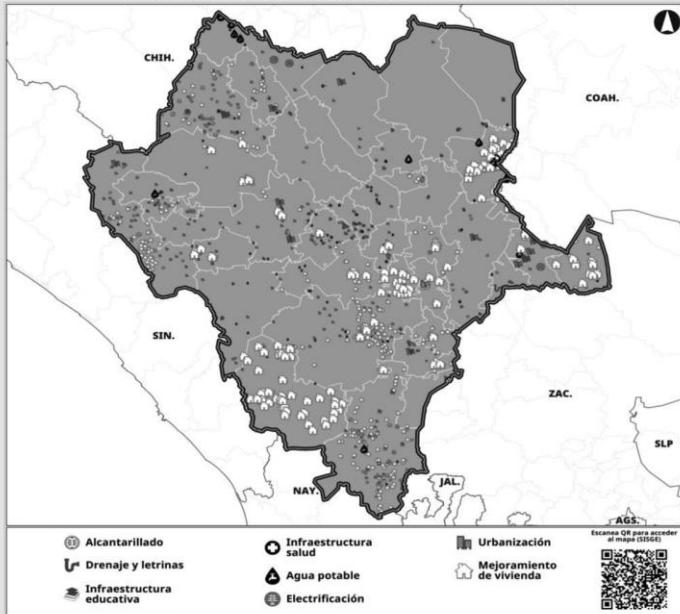 CHIH.
COAH.
SIN.
ZAC.
SLP
NAY.
JAL.
AGS.
Alcantarillado
Drenaje y letrinas
Infraestructura
educativa
Infraestructura
salud
Agua potable
Electrificación
Urbanización
Mejoramiento
de vivienda
Escanea QR para acceder
al mapa (SISGE)